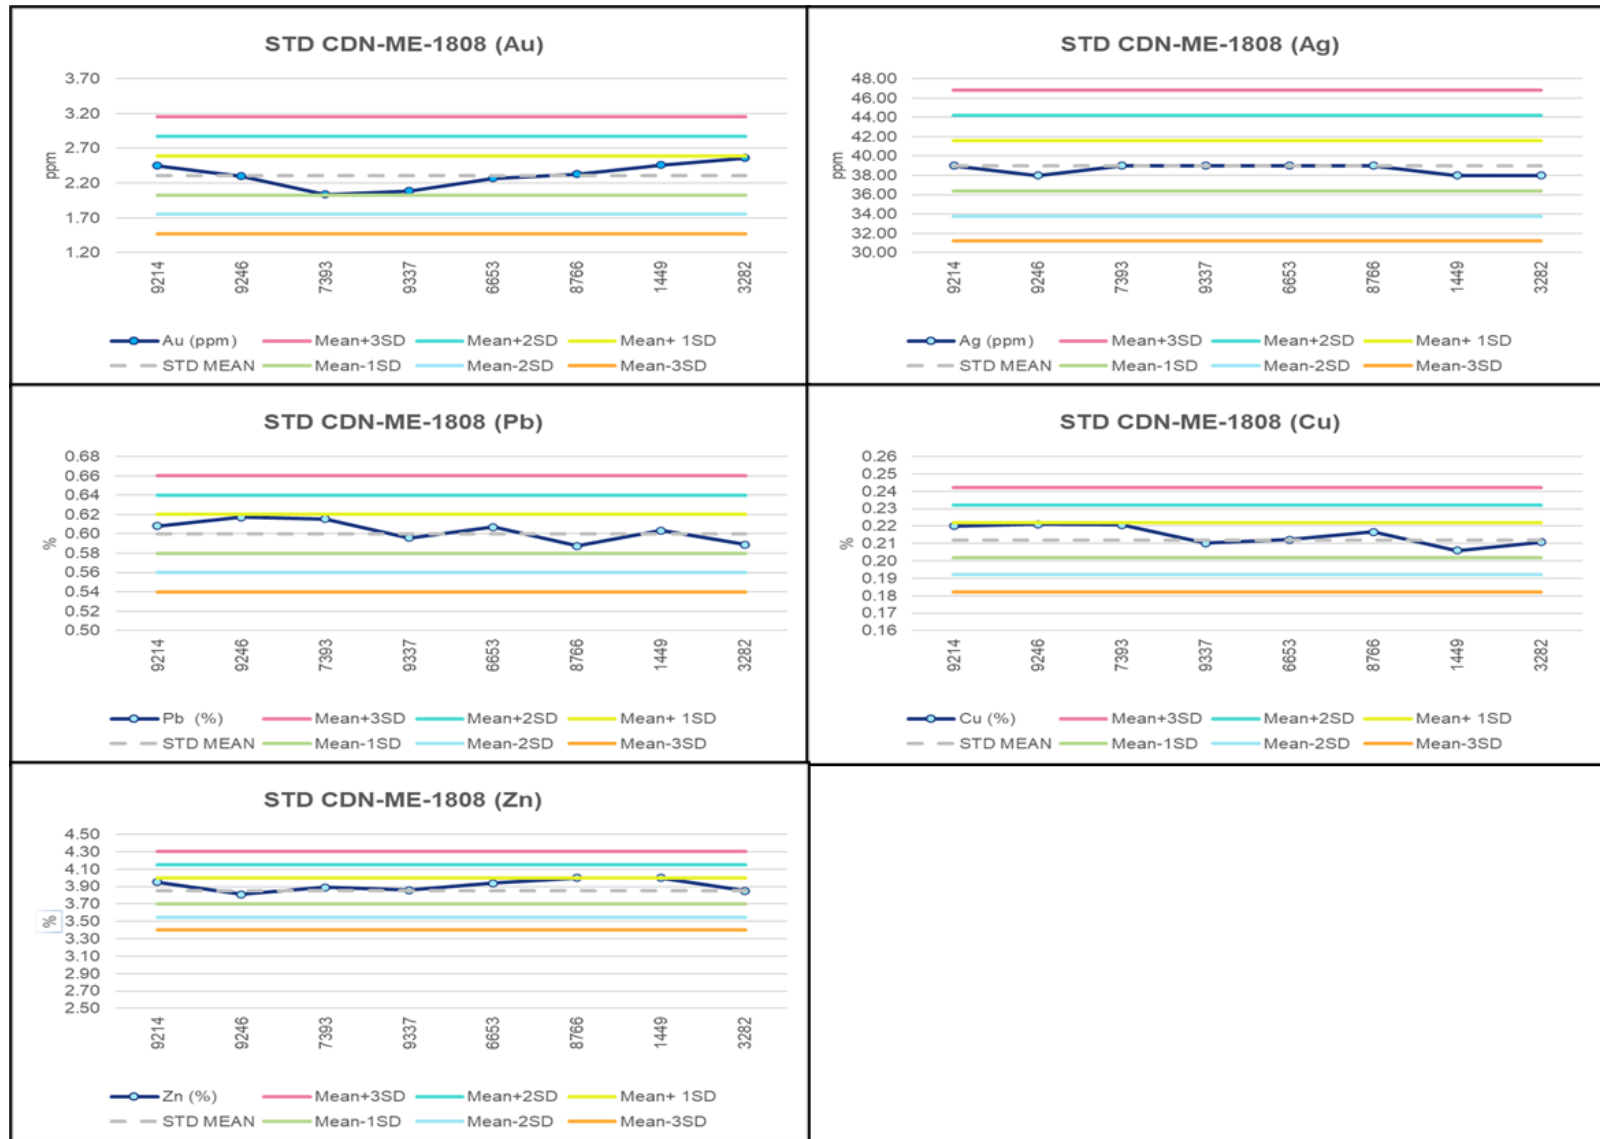 STD CDN-ME-1808 (Au)
3.70
3.20
2.70
2.20
1.70
1.20
ppm
9214 9246 7393 9337 6653 8766 1449 3282
Au (ppm) Mean+3SD Mean+2SD Mean+ 1SD
STD MEAN Mean-1SD Mean-2SD Mean-3SD
STD CDN-ME-1808 (Ag)
48.00
46.00
44.00
42.00
40.00
38.00
36.00
34.00
32.00
30.00
ppm
9214 9246 7393 9337 6653 8766 1449 3282
Ag (ppm) Mean+3SD Mean+2SD Mean+ 1SD
STD MEAN Mean-1SD Mean-2SD Mean-3SD
STD CDN-ME-1808 (Pb)
0.68
0.66
0.64
0.62
0.60
0.58
0.56
0.54
0.52
0.50
%
9214 9246 7393 9337 6653 8766 1449 3282
Pb (%) Mean+3SD Mean+2SD Mean+ 1SD
STD MEAN Mean-1SD Mean-2SD Mean-3SD
STD CDN-ME-1808 (Cu)
0.26
0.25
0.24
0.23
0.22
0.21
0.20
0.19
0.18
0.17
0.16
%
9214 9246 7393 9337 6653 8766 1449 3282
Cu (%) Mean+3SD Mean+2SD Mean+ 1SD
STD MEAN Mean-1SD Mean-2SD Mean-3SD
STD CDN-ME-1808 (Zn)
4.50
4.30
4.10
3.90
3.70
3.50
3.30
3.10
2.90
2.70
2.50
%
9214 9246 7393 9337 6653 8766 1449 3282
Zn (%) Mean+3SD Mean+2SD Mean+ 1SD
STD MEAN Mean-1SD Mean-2SD Mean-3SD